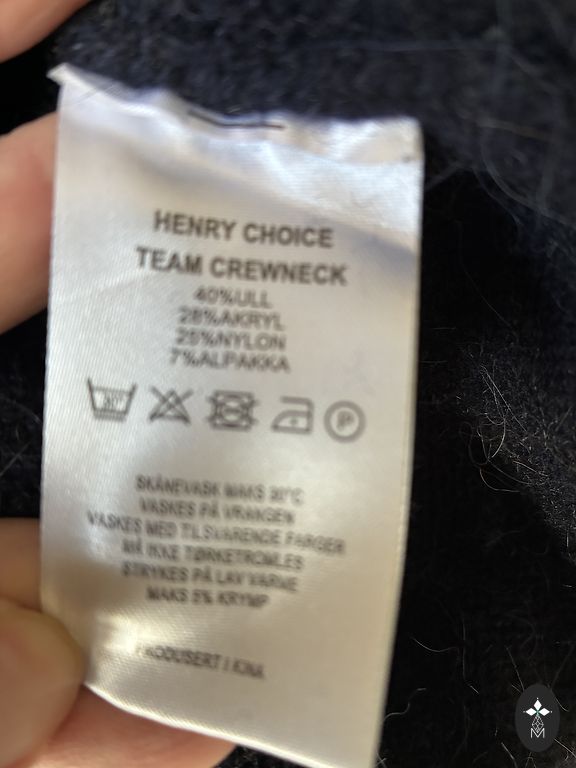 HENRY CHOICE
TEAM CREWNECK
40%ULL
28%AKRYL
25%NYLON
7%ALPAKKA
30°
P
SKÅNEVASK MAKS 30°C
VASKES PÅ VRANGEN
VASKES MED TILSVARENDE FARGER
MÅ IKKE TØRKETROMLES
STRYKES PÅ LAV VARME
MAKS 5% KRYMP
PRODUSERT I KINA